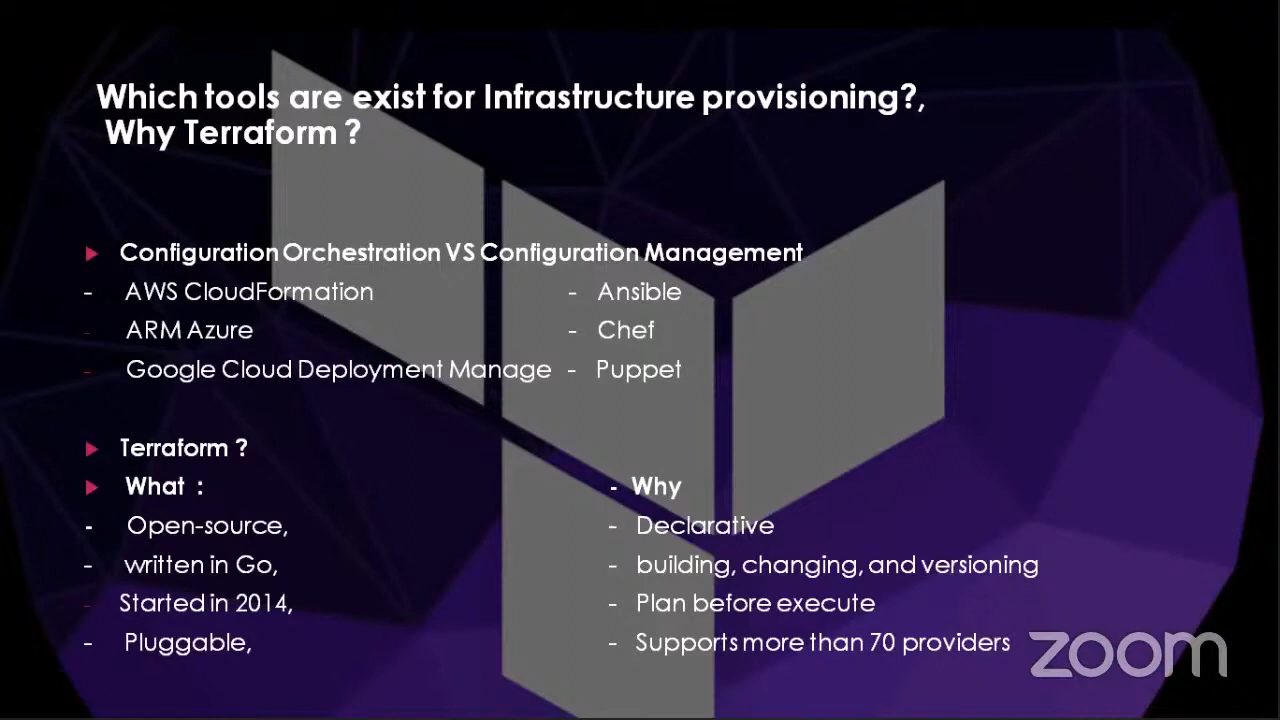 Which tools are exist for Infrastructure provisioning?,
Why Terraform ?
Configuration Orchestration VS Configuration Management
- AWS CloudFormation - Ansible
- ARM Azure - Chef
- Google Cloud Deployment Manage - Puppet
Terraform ?
What : - Why
- Open-source, - Declarative
- written in Go, - building, changing, and versioning
- Started in 2014, - Plan before execute
- Pluggable, - Supports more than 70 providers
zoom